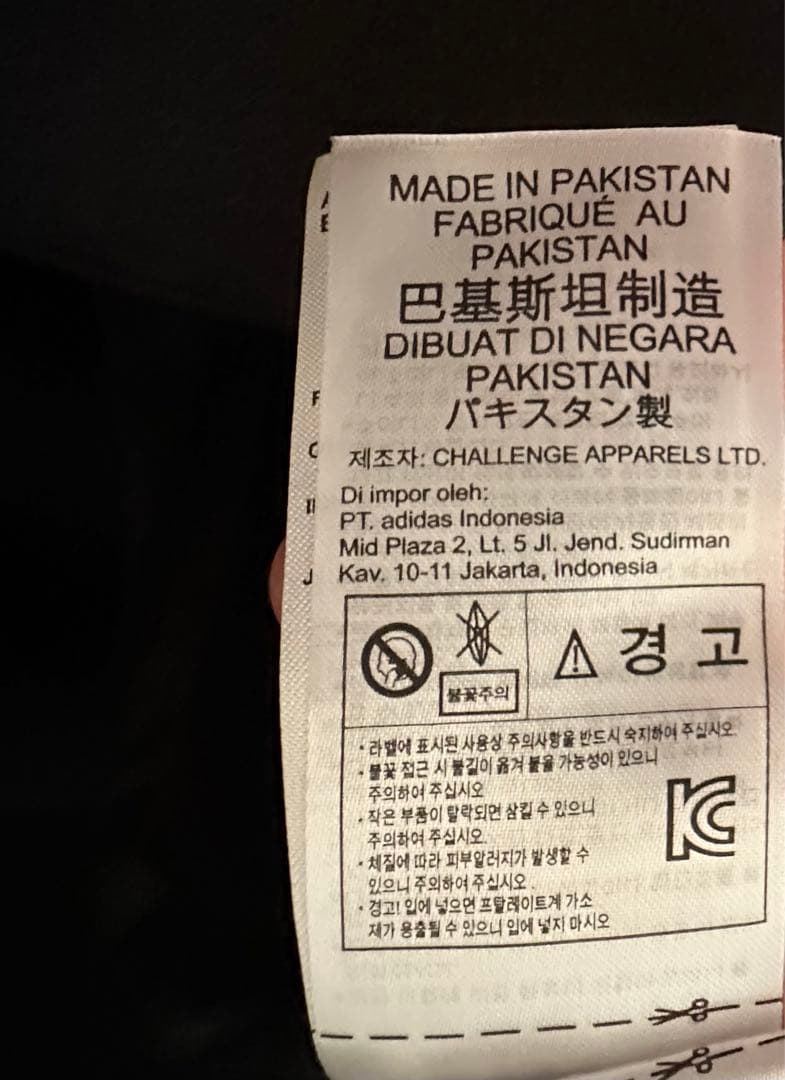 MADE IN PAKISTAN
FABRIQUÉ AU
PAKISTAN
巴基斯坦制造
DIBUAT DI NEGARA
PAKISTAN
パキスタン製
제조자: CHALLENGE APPARELS LTD.
Di impor oleh:
PT. adidas Indonesia
Mid Plaza 2, Lt. 5 Jl. Jend. Sudirman
Kav. 10-11 Jakarta, Indonesia
불꽃주의
경 고
• 라벨에 표시된 사용상 주의사항을 반드시 숙지하여 주십시오.
• 불꽃 접근 시 불길이 옮겨 붙을 가능성이 있으니
주의하여 주십시오
• 작은 부품이 탈락되면 삼킬 수 있으니
주의하여 주십시오.
• 체질에 따라 피부알러지가 발생할 수
있으니 주의하여 주십시오 .
• 경고! 입에 넣으면 프탈레이트계 가소
제가 용출될 수 있으니 입에 넣지 마시오
KC